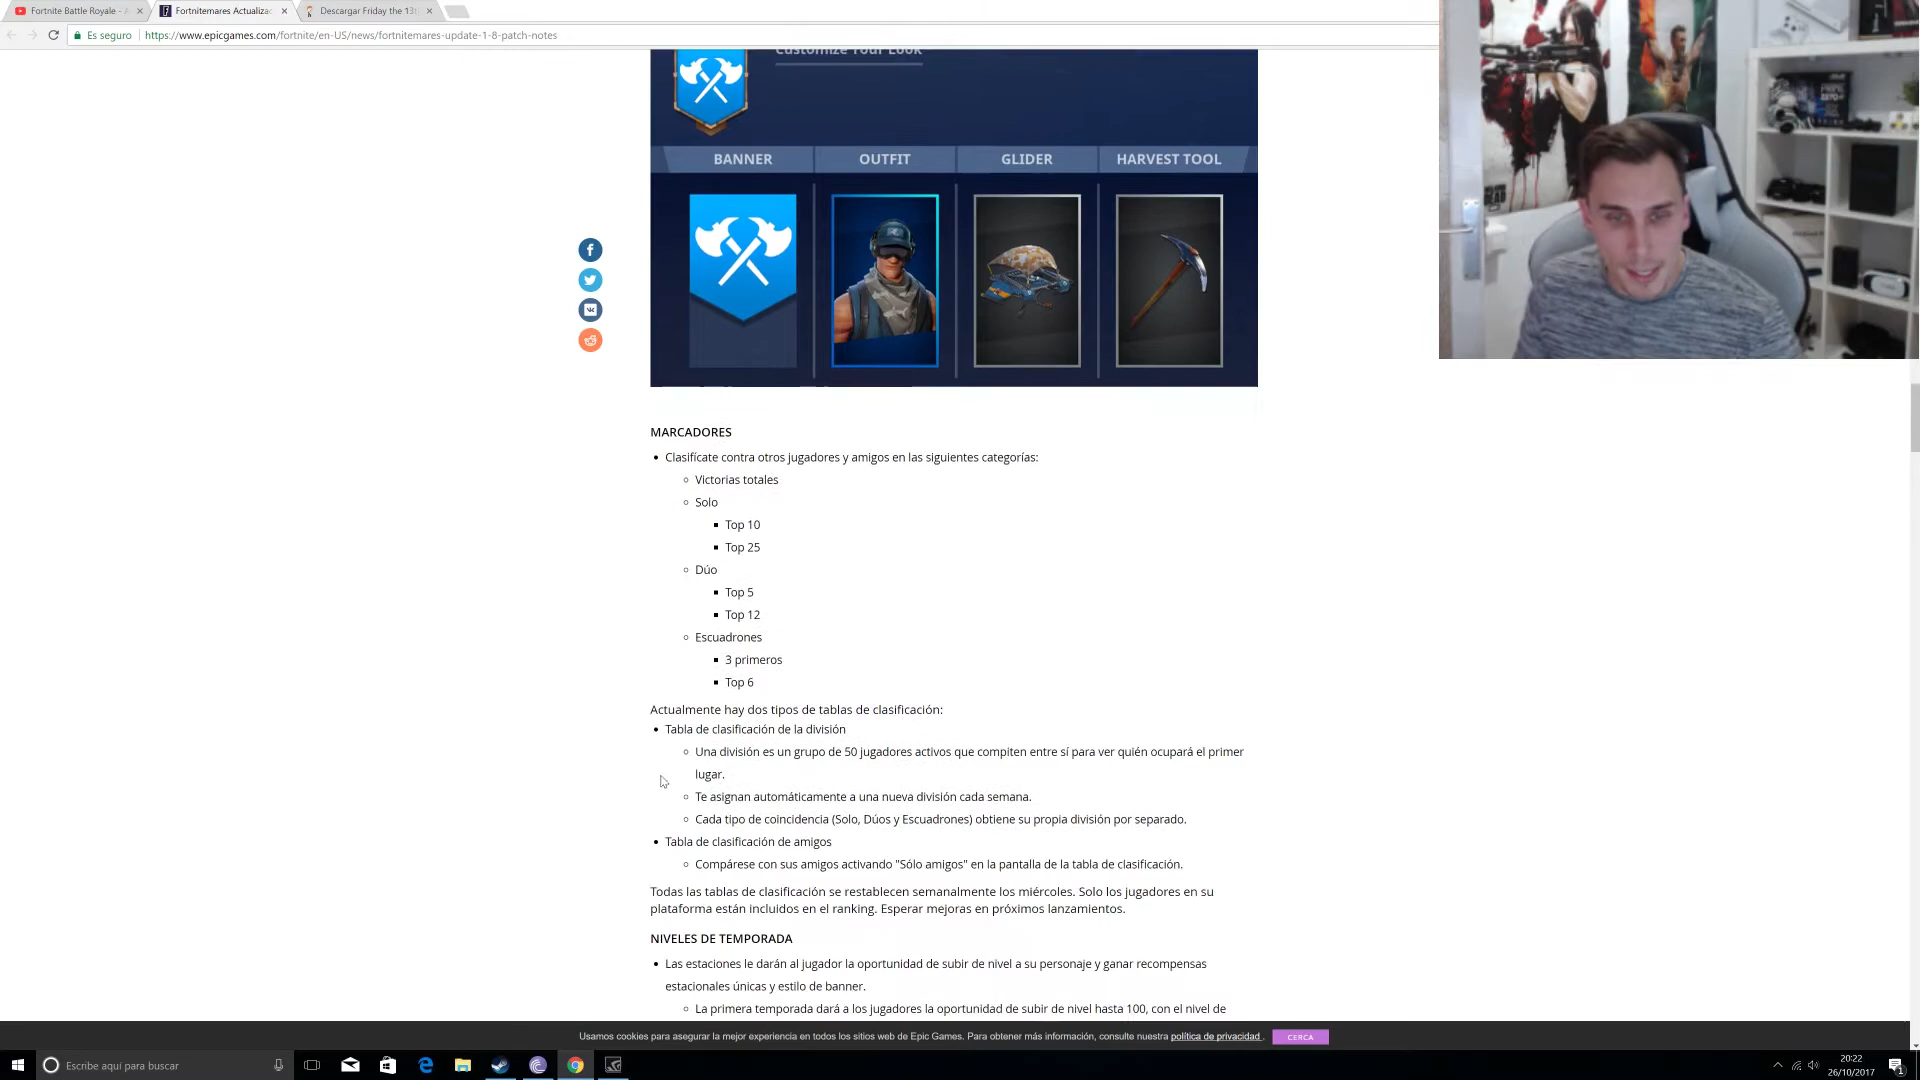 Fortnite Battle Royale -
Fortnitemares Actualizac
Descargar Friday the 13t
Es seguro
https://www.epicgames.com/fortnite/en-US/news/fortnitemares-update-1-8-patch-notes
Customize Your Look
BANNER
OUTFIT
GLIDER
HARVEST TOOL
MARCADORES
Clasifícate contra otros jugadores y amigos en las siguientes categorías:
Victorias totales
Solo
Top 10
Top 25
Dúo
Top 5
Top 12
Escuadrones
3 primeros
Top 6
Actualmente hay dos tipos de tablas de clasificación:
Tabla de clasificación de la división
Una división es un grupo de 50 jugadores activos que compiten entre sí para ver quién ocupará el primer
lugar.
Te asignan automáticamente a una nueva división cada semana.
Cada tipo de coincidencia (Solo, Dúos y Escuadrones) obtiene su propia división por separado.
Tabla de clasificación de amigos
Compárese con sus amigos activando "Sólo amigos" en la pantalla de la tabla de clasificación.
Todas las tablas de clasificación se restablecen semanalmente los miércoles. Solo los jugadores en su
plataforma están incluidos en el ranking. Esperar mejoras en próximos lanzamientos.
NIVELES DE TEMPORADA
Las estaciones le darán al jugador la oportunidad de subir de nivel a su personaje y ganar recompensas
estacionales únicas y estilo de banner.
La primera temporada dará a los jugadores la oportunidad de subir de nivel hasta 100, con el nivel de
Usamos cookies para asegurar la mejor experiencia en todos los sitios web de Epic Games. Para obtener más información, consulte nuestra política de privacidad .
CERCA
Escribe aquí para buscar
20:22
26/10/2017